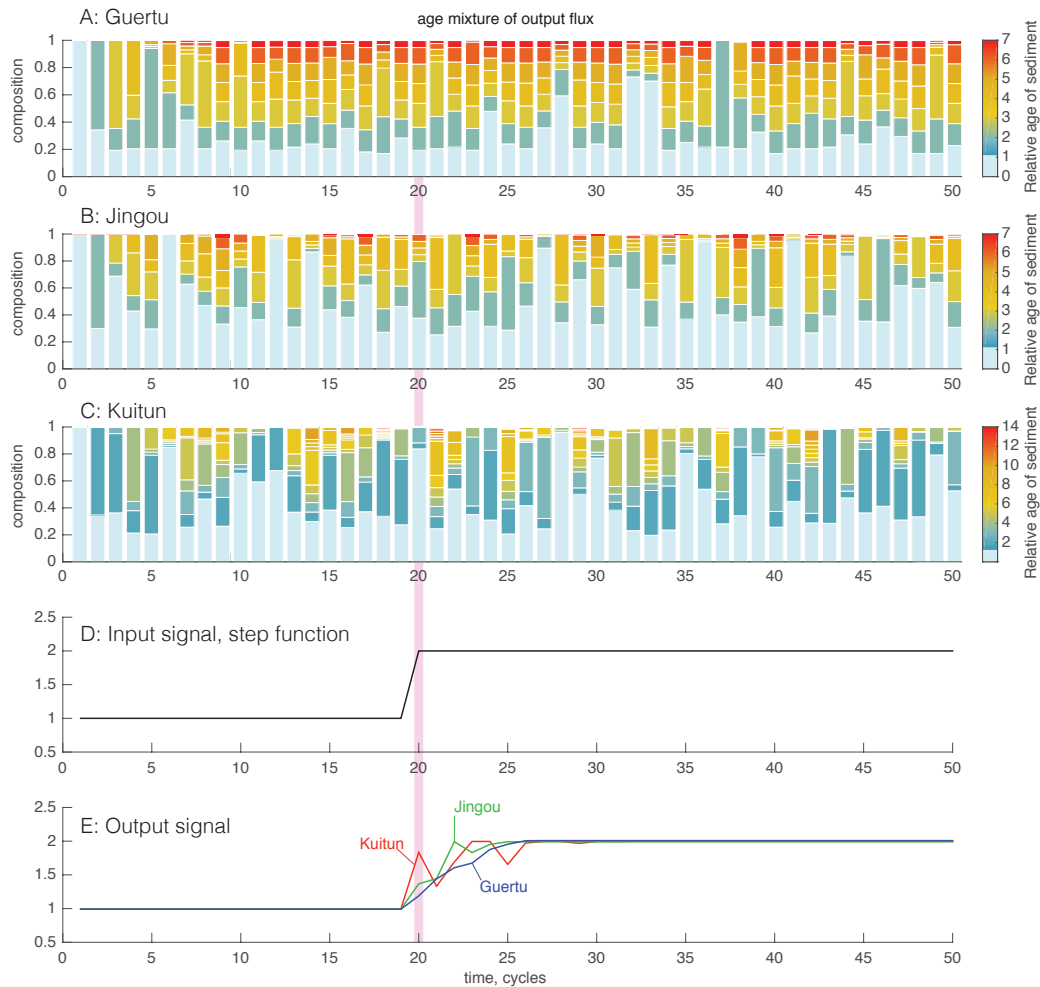 A: Guertu
age mixture of output flux
composition
1
0.8
0.6
0.4
0.2
0
0 5 10 15 20 25 30 35 40 45 50
7
6
5
4
3
2
1
0
Relative age of sediment
B: Jingou
composition
1
0.8
0.6
0.4
0.2
0
0 5 10 15 20 25 30 35 40 45 50
7
6
5
4
3
2
1
0
Relative age of sediment
C: Kuitun
composition
1
0.8
0.6
0.4
0.2
0
0 5 10 15 20 25 30 35 40 45 50
14
12
10
8
6
4
2
Relative age of sediment
D: Input signal, step function
2.5
2
1.5
1
0.5
0 5 10 15 20 25 30 35 40 45 50
E: Output signal
2.5
2
1.5
1
0.5
Jingou
Kuitun
Guertu
0 5 10 15 20 25 30 35 40 45 50
time, cycles